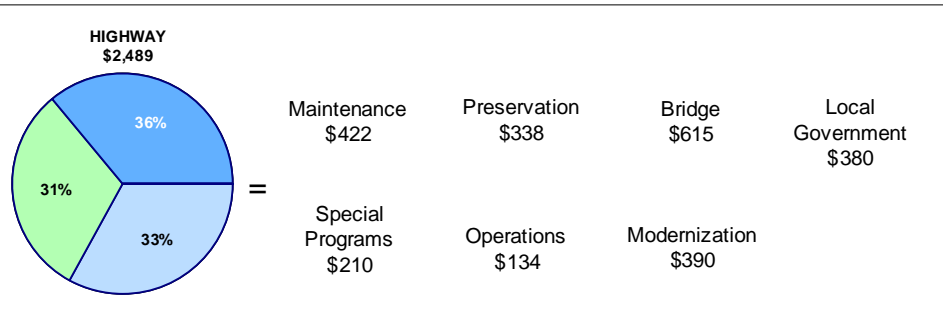 HIGHWAY
$2,489
36%
31%
33%
=
Maintenance
$422
Preservation
$338
Bridge
$615
Local
Government
$380
Special
Programs
$210
Operations
$134
Modernization
$390